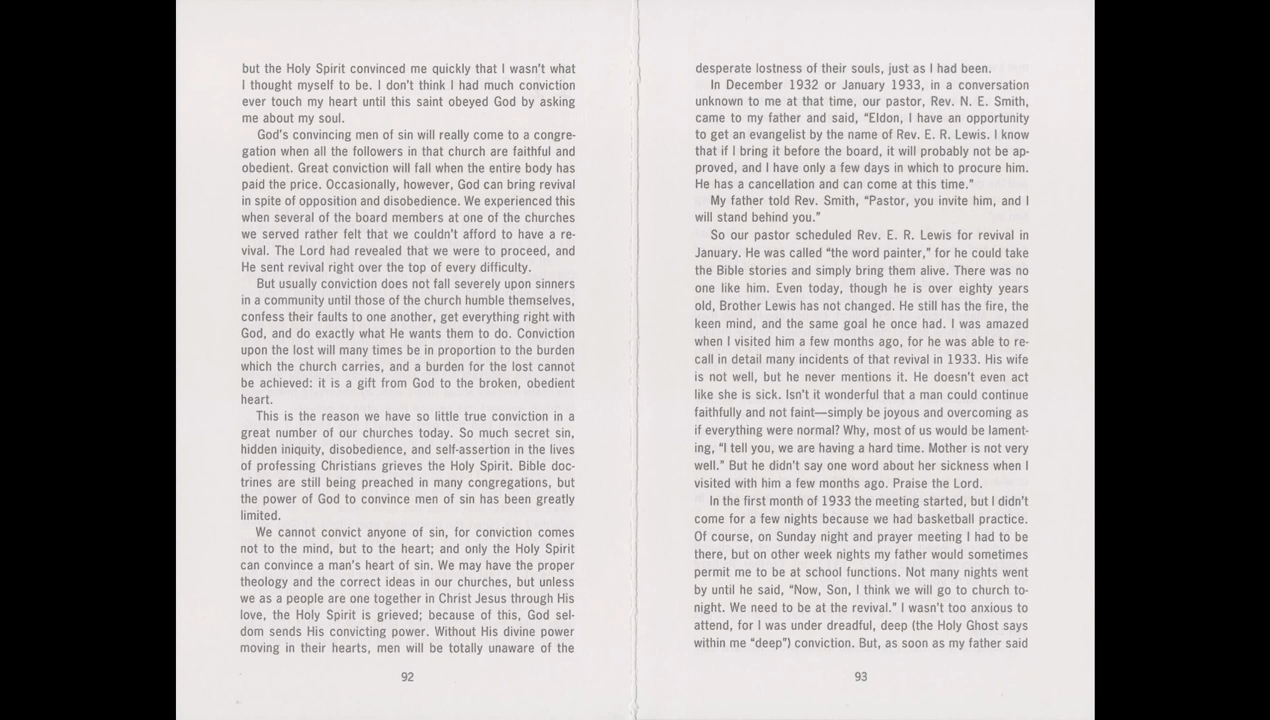 but the Holy Spirit convinced me quickly that I wasn't what
I thought myself to be. I don't think I had much conviction
ever touch my heart until this saint obeyed God by asking
me about my soul.
God's convincing men of sin will really come to a congre-
gation when all the followers in that church are faithful and
obedient. Great conviction will fall when the entire body has
paid the price. Occasionally, however, God can bring revival
in spite of opposition and disobedience. We experienced this
when several of the board members at one of the churches
we served rather felt that we couldn't afford to have a re-
vival. The Lord had revealed that we were to proceed, and
He sent revival right over the top of every difficulty.
But usually conviction does not fall severely upon sinners
in a community until those of the church humble themselves,
confess their faults to one another, get everything right with
God, and do exactly what He wants them to do. Conviction
upon the lost will many times be in proportion to the burden
which the church carries, and a burden for the lost cannot
be achieved: it is a gift from God to the broken, obedient
heart.
This is the reason we have so little true conviction in a
great number of our churches today. So much secret sin,
hidden iniquity, disobedience, and self-assertion in the lives
of professing Christians grieves the Holy Spirit. Bible doc-
trines are still being preached in many congregations, but
the power of God to convince men of sin has been greatly
limited.
We cannot convict anyone of sin, for conviction comes
not to the mind, but to the heart; and only the Holy Spirit
can convince a man's heart of sin. We may have the proper
theology and the correct ideas in our churches, but unless
we as a people are one together in Christ Jesus through His
love, the Holy Spirit is grieved; because of this, God sel-
dom sends His convicting power. Without His divine power
moving in their hearts, men will be totally unaware of the
92
desperate lostness of their souls, just as I had been.
In December 1932 or January 1933, in a conversation
unknown to me at that time, our pastor, Rev. N. E. Smith,
came to my father and said, “Eldon, I have an opportunity
to get an evangelist by the name of Rev. E. R. Lewis. I know
that if I bring it before the board, it will probably not be ap-
proved, and I have only a few days in which to procure him.
He has a cancellation and can come at this time.”
My father told Rev. Smith, “Pastor, you invite him, and I
will stand behind you.”
So our pastor scheduled Rev. E. R. Lewis for revival in
January. He was called “the word painter,” for he could take
the Bible stories and simply bring them alive. There was no
one like him. Even today, though he is over eighty years
old, Brother Lewis has not changed. He still has the fire, the
keen mind, and the same goal he once had. I was amazed
when I visited him a few months ago, for he was able to re-
call in detail many incidents of that revival in 1933. His wife
is not well, but he never mentions it. He doesn't even act
like she is sick. Isn't it wonderful that a man could continue
faithfully and not faint—simply be joyous and overcoming as
if everything were normal? Why, most of us would be lament-
ing, “I tell you, we are having a hard time. Mother is not very
well.” But he didn't say one word about her sickness when I
visited with him a few months ago. Praise the Lord.
In the first month of 1933 the meeting started, but I didn't
come for a few nights because we had basketball practice.
Of course, on Sunday night and prayer meeting I had to be
there, but on other week nights my father would sometimes
permit me to be at school functions. Not many nights went
by until he said, “Now, Son, I think we will go to church to-
night. We need to be at the revival.” I wasn't too anxious to
attend, for I was under dreadful, deep (the Holy Ghost says
within me “deep”) conviction. But, as soon as my father said
93